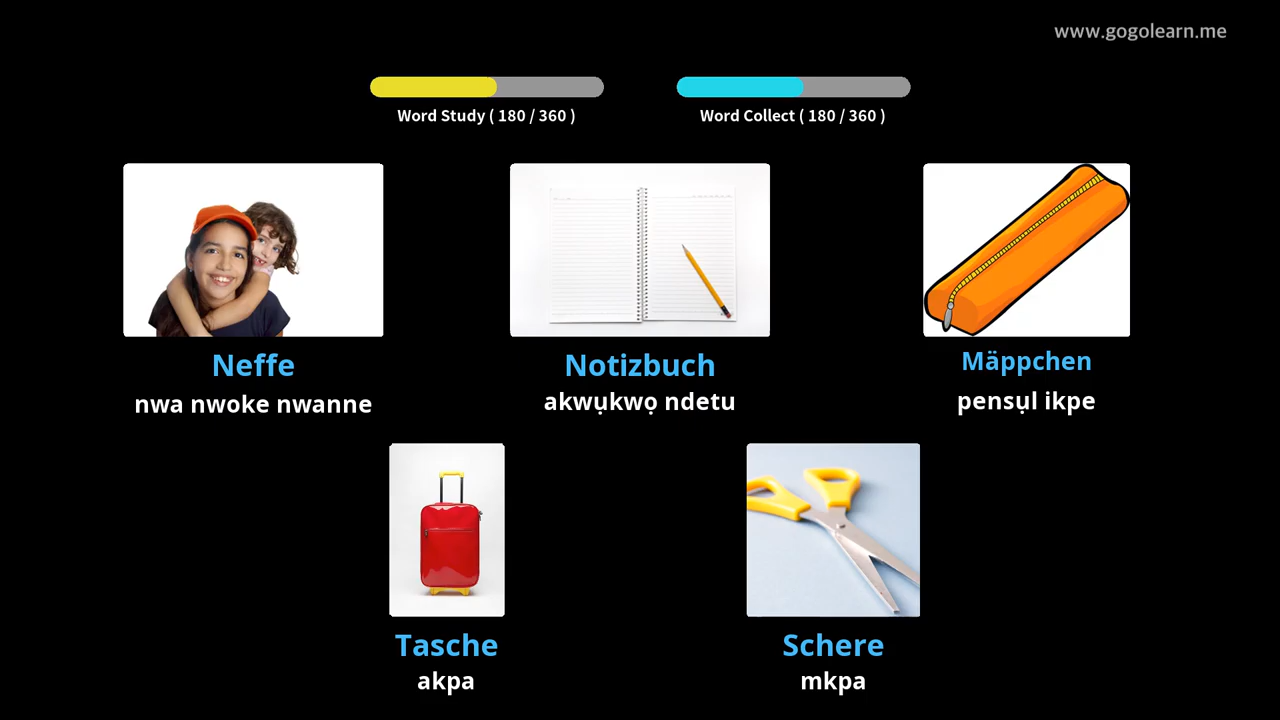 www.gogolearn.me
Word Study ( 180 / 360 )
Word Collect ( 180 / 360 )
Neffe
nwa nwoke nwanne
Notizbuch
akwụkwọ ndetu
Mäppchen
pensụl ikpe
Tasche
akpa
Schere
mkpa